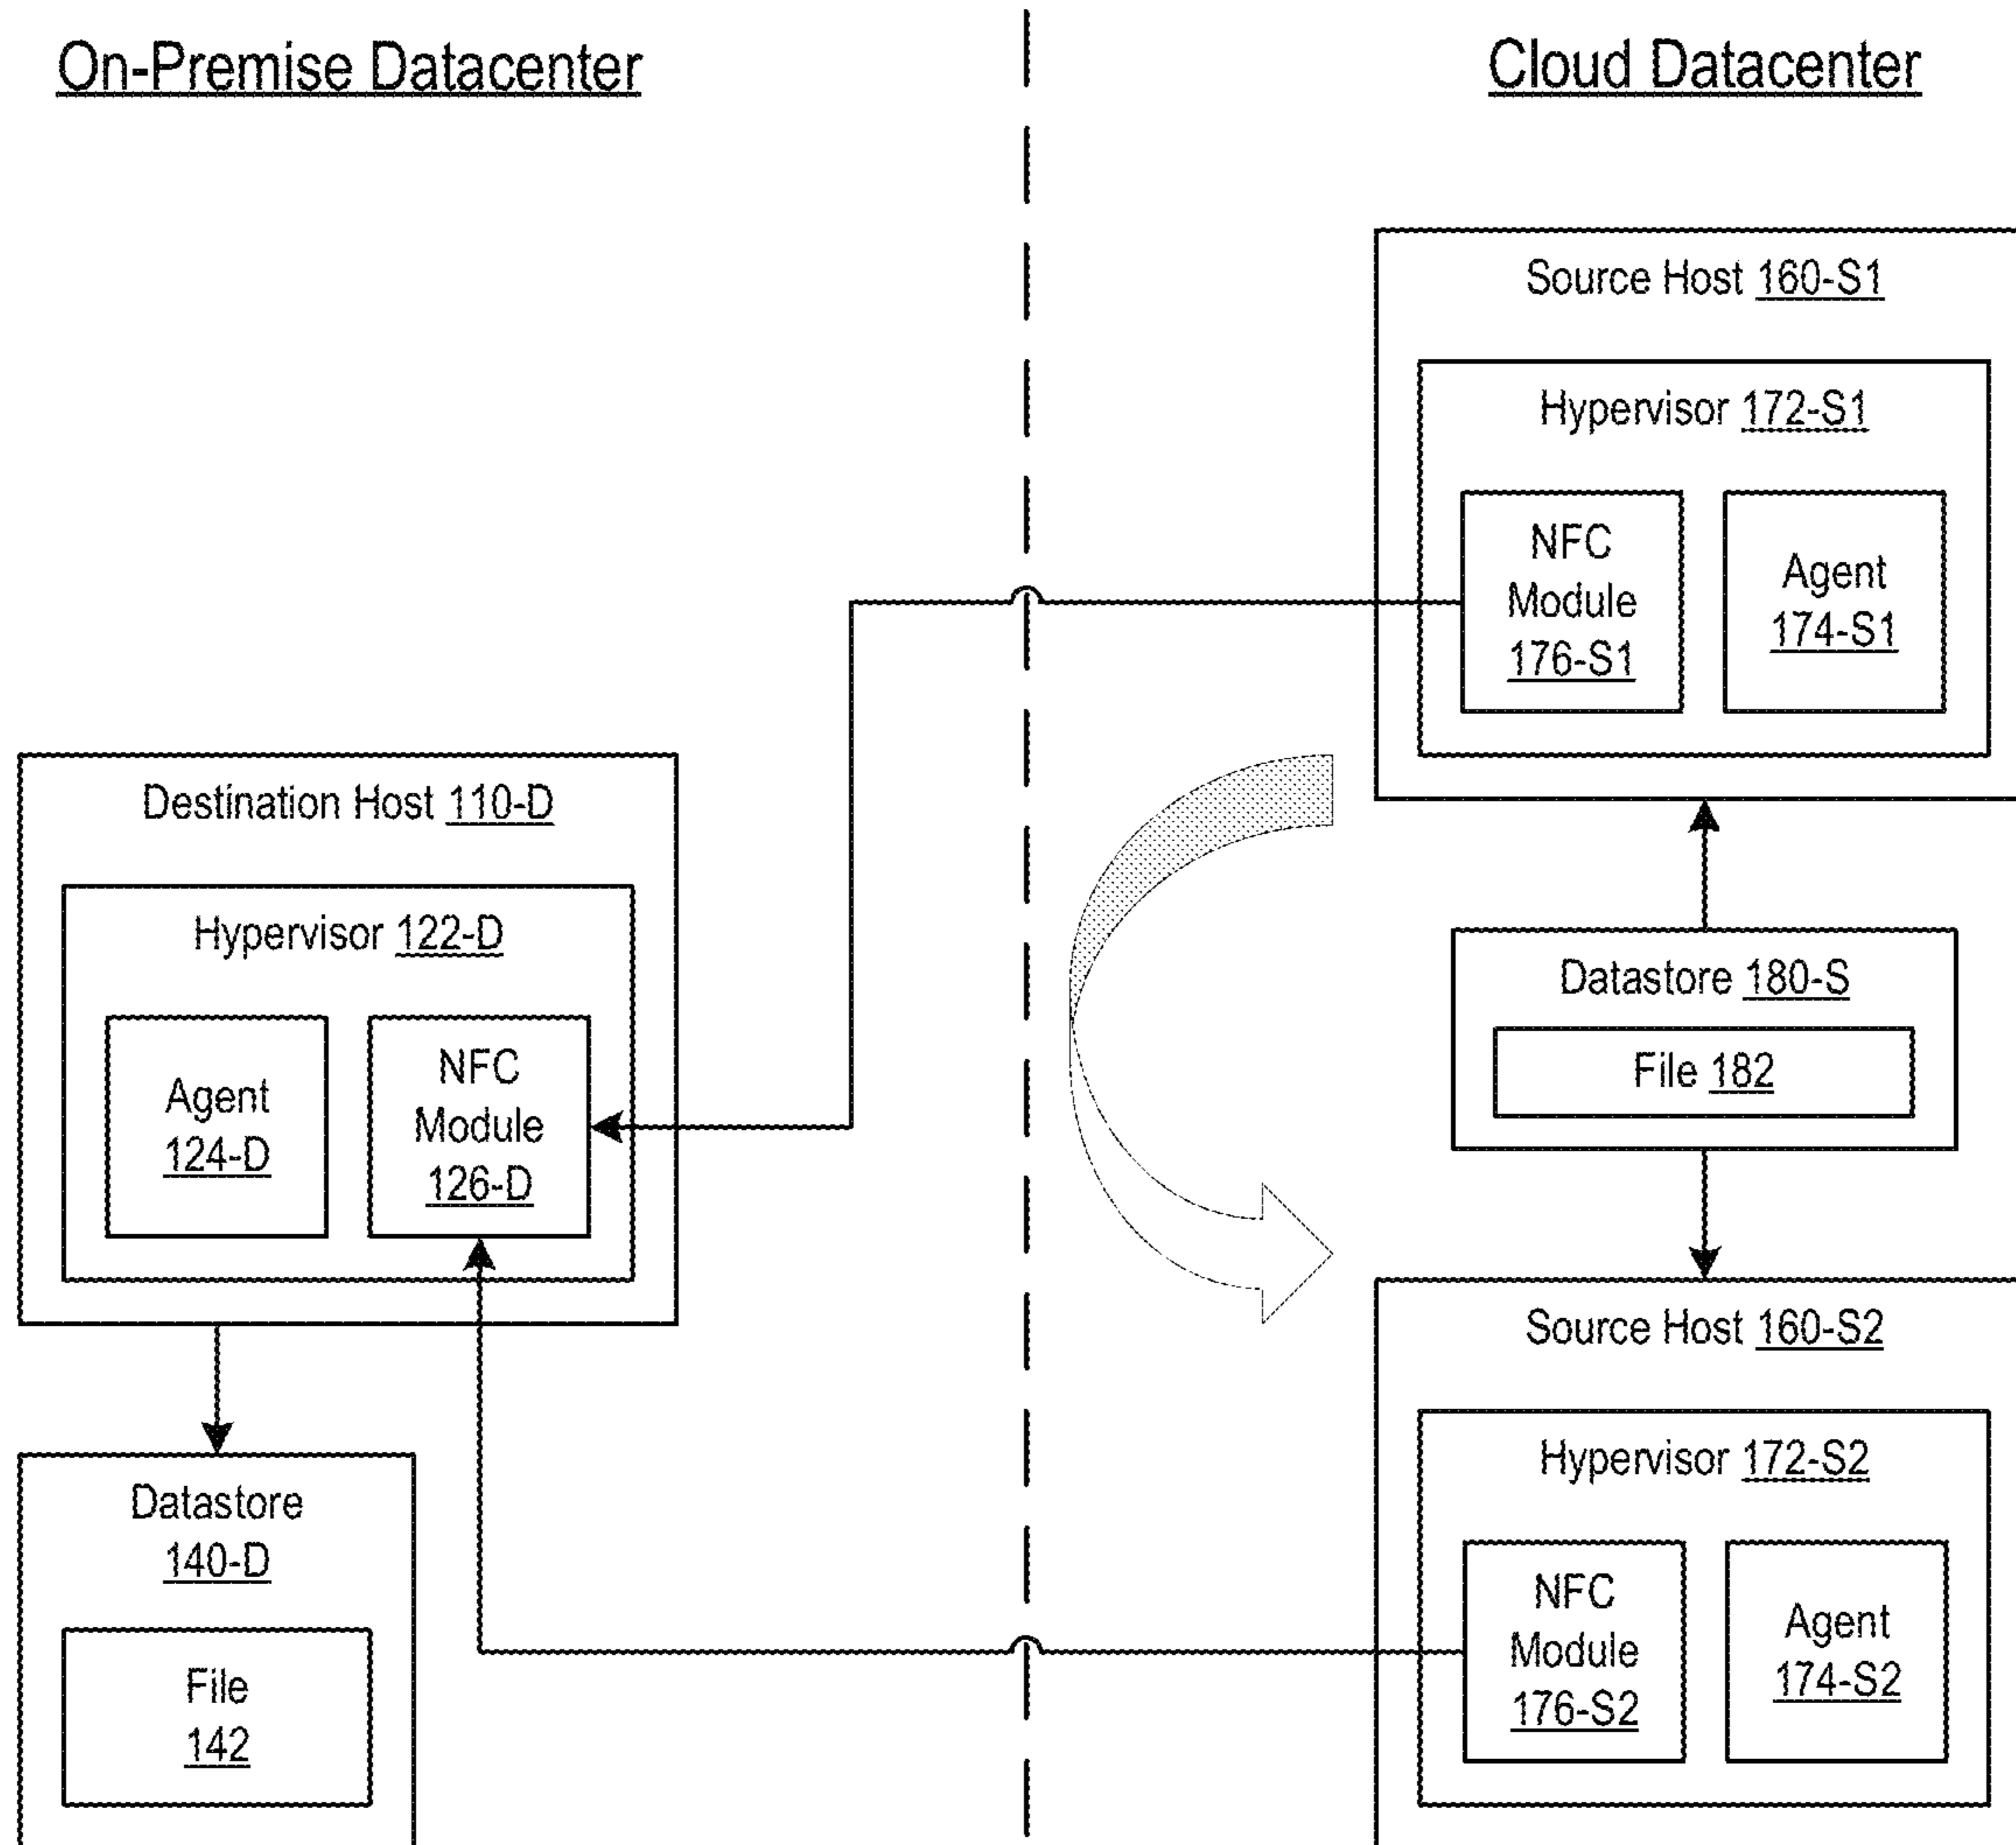 On-Premise Datacenter
Cloud Datacenter
Source Host 160-S1
Hypervisor 172-S1
NFC
Module
176-S1
Agent
174-S1
Destination Host 110-D
Hypervisor 122-D
Agent
124-D
NFC
Module
126-D
Datastore 180-S
File 182
Source Host 160-S2
Hypervisor 172-S2
NFC
Module
176-S2
Agent
174-S2
Datastore
140-D
File
142